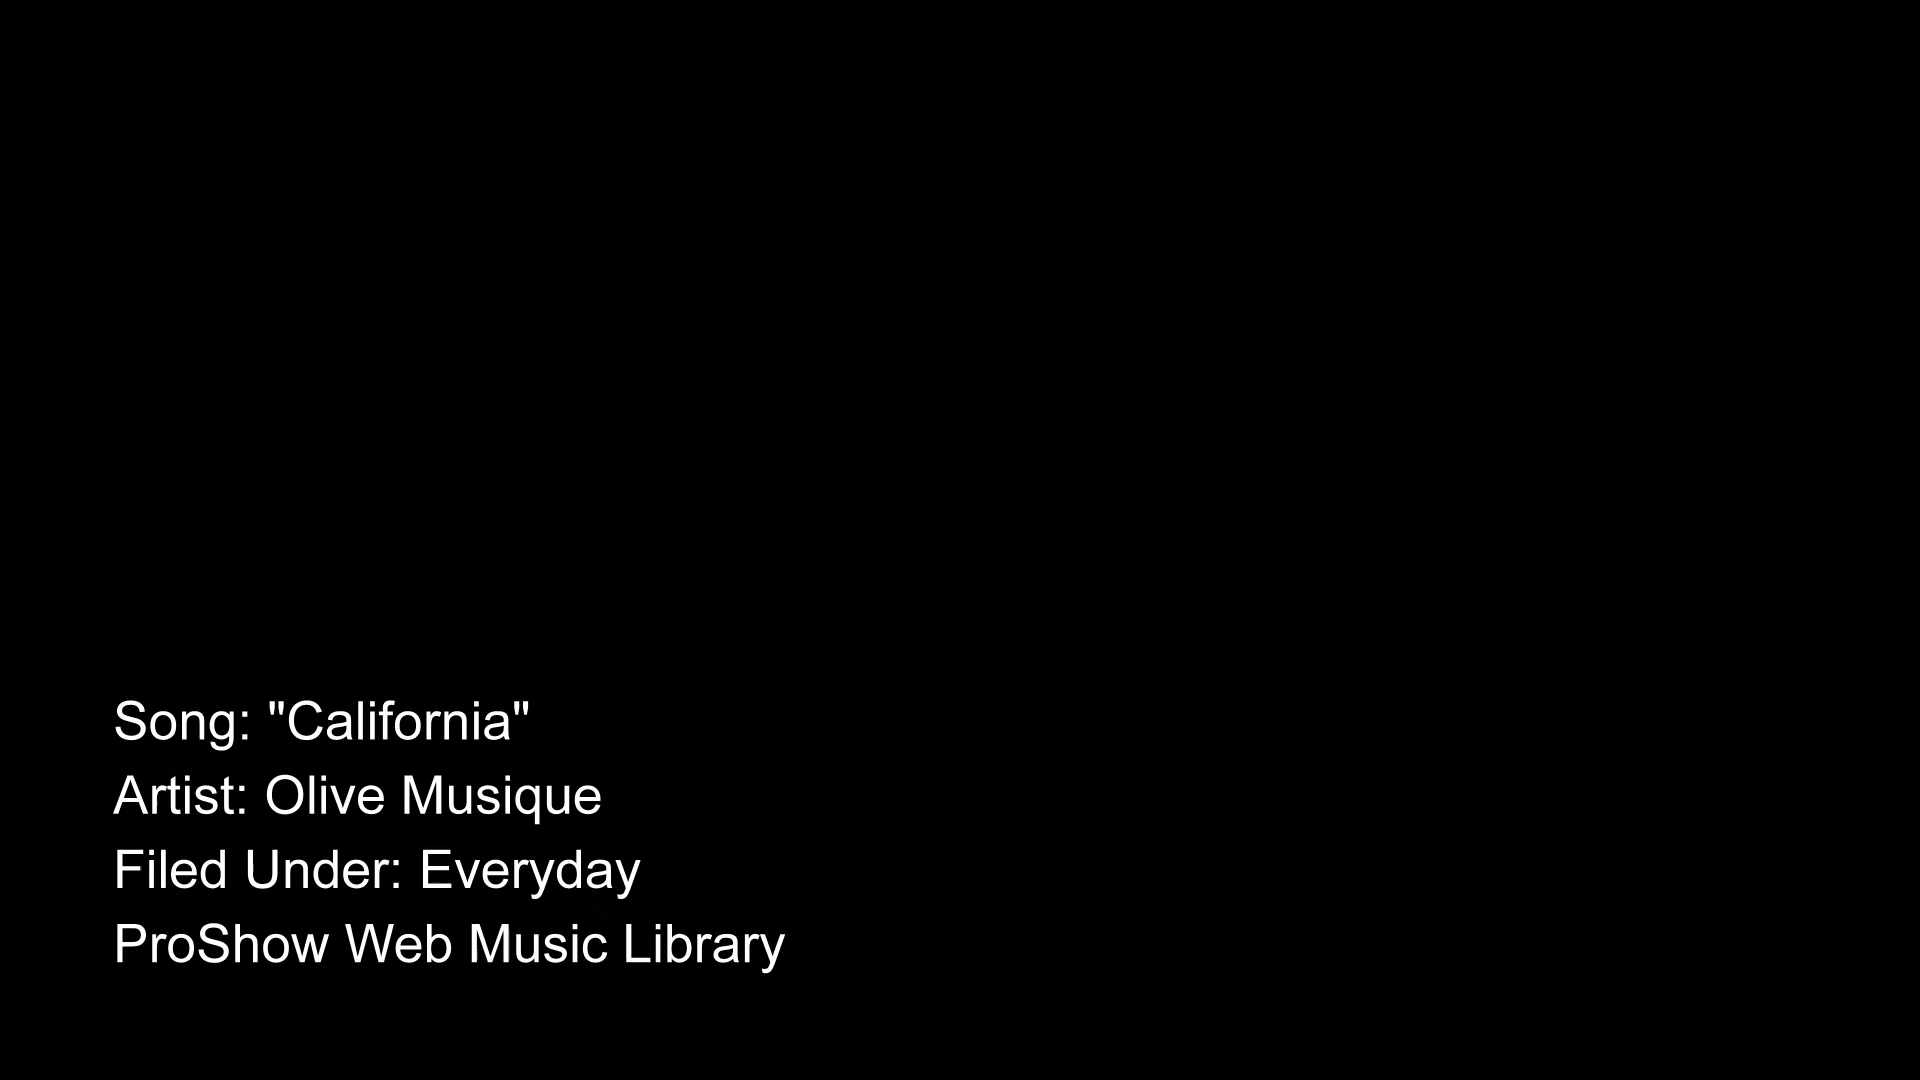 Song: "California"
Artist: Olive Musique
Filed Under: Everyday
ProShow Web Music Library